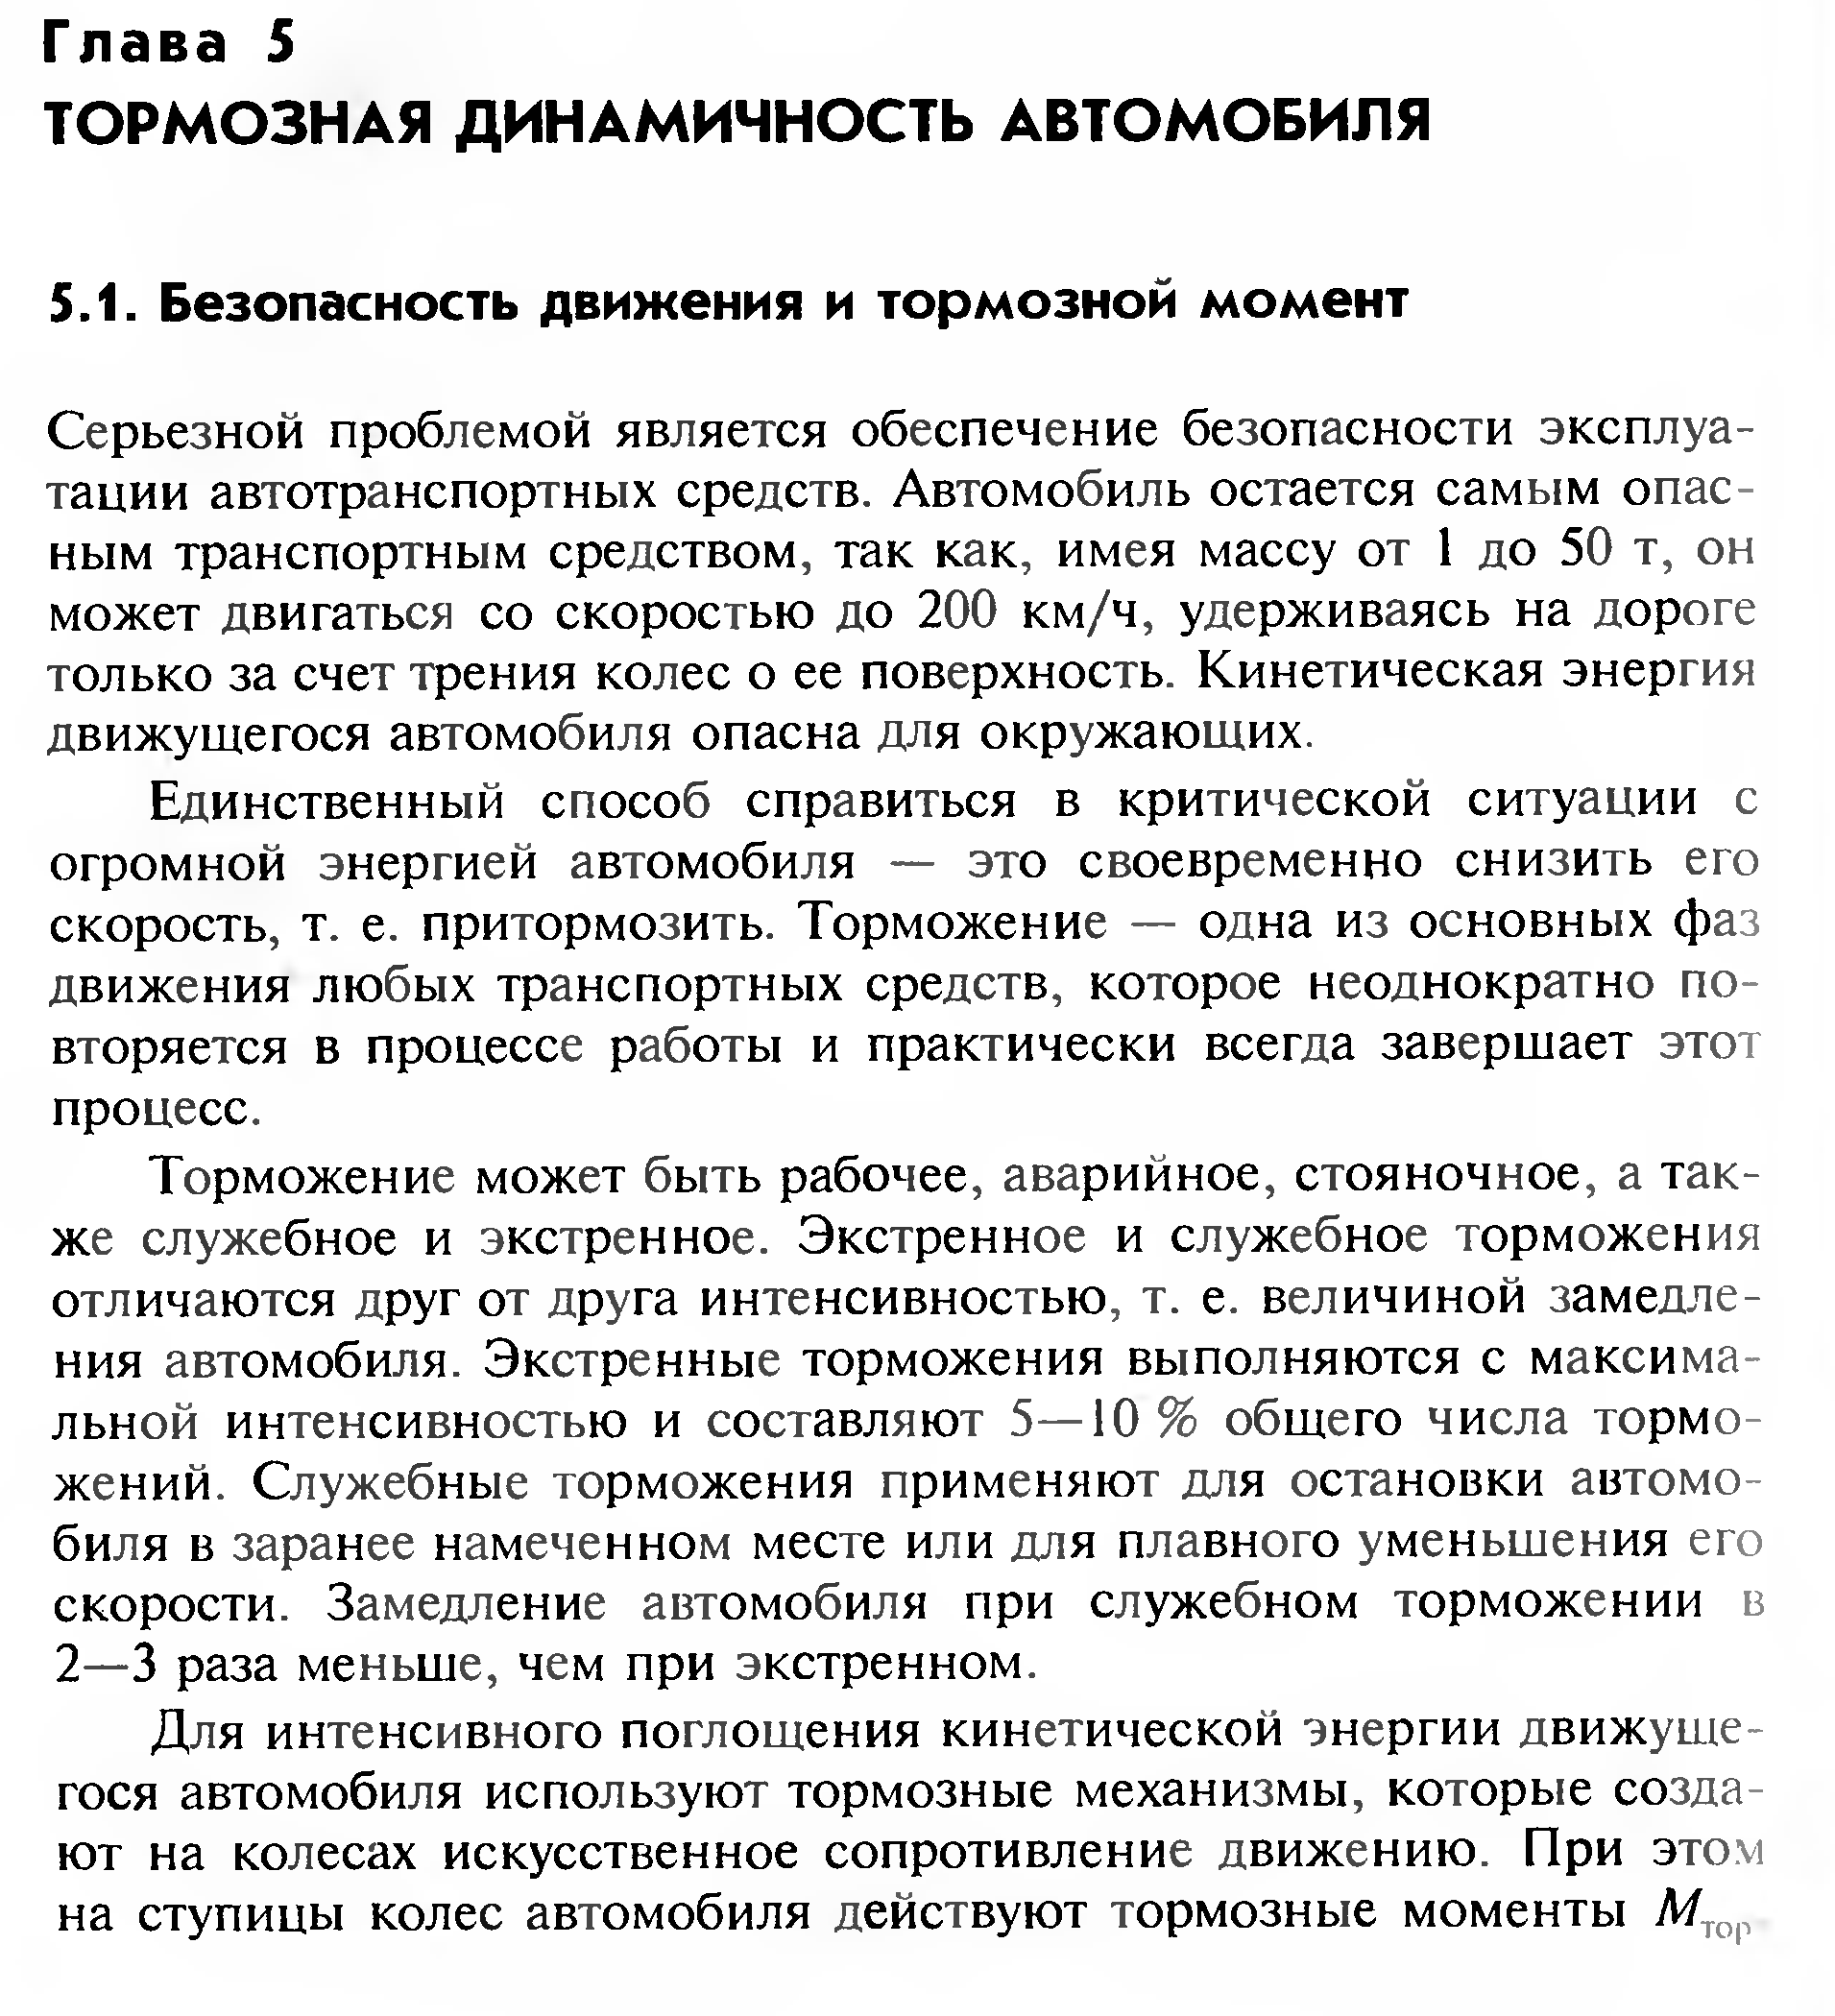 Глава 5
ТОРМОЗНАЯ ДИНАМИЧНОСТЬ АВТОМОБИЛЯ
5.1. Безопасность движения и тормозной момент
Серьезной проблемой является обеспечение безопасности эксплуа-
тации автотранспортных средств. Автомобиль остается самым опас-
ным транспортным средством, так как, имея массу от 1 до 50 т, он
может двигаться со скоростью до 200 км/ч, удерживаясь на дороге
только за счет трения колес о ее поверхность. Кинетическая энергия
движущегося автомобиля опасна для окружающих.
Единственный способ справиться в критической ситуации с
огромной энергией автомобиля — это своевременно снизить его
скорость, т. е. притормозить. Торможение — одна из основных фаз
движения любых транспортных средств, которое неоднократно по-
вторяется в процессе работы и практически всегда завершает этот
процесс.
Торможение может быть рабочее, аварийное, стояночное, а так-
же служебное и экстренное. Экстренное и служебное торможения
отличаются друг от друга интенсивностью, т. е. величиной замедле-
ния автомобиля. Экстренные торможения выполняются с максима-
льной интенсивностью и составляют 5—10 % общего числа тормо-
жений. Служебные торможения применяют для остановки автомо-
биля в заранее намеченном месте или для плавного уменьшения его
скорости. Замедление автомобиля при служебном торможении в
2—3 раза меньше, чем при экстренном.
Для интенсивного поглощения кинетической энергии движуще-
гося автомобиля используют тормозные механизмы, которые созда-
ют на колесах искусственное сопротивление движению. При этом
на ступицы колес автомобиля действуют тормозные моменты Mтор